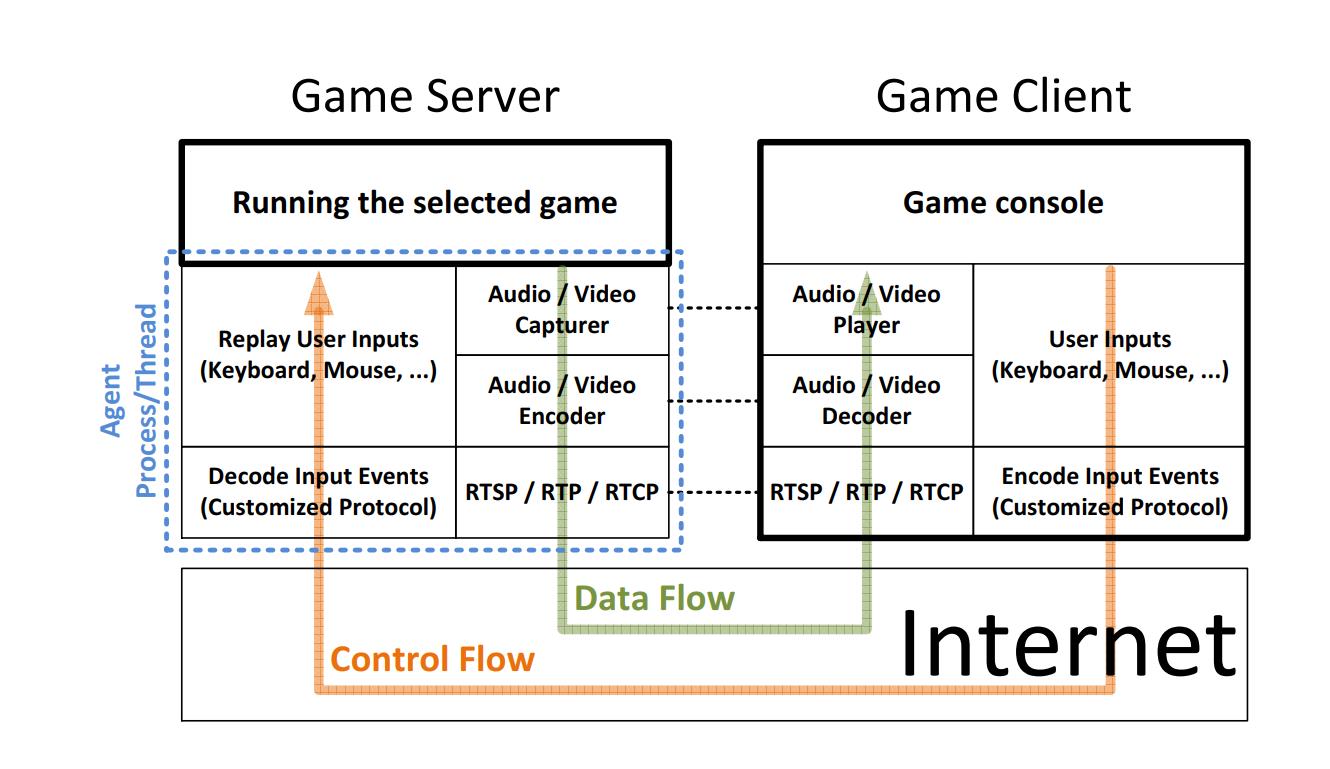 Game Server
Game Client
Running the selected game
Game console
Agent
Process/Thread
Replay User Inputs
(Keyboard, Mouse, ...)
Audio / Video
Capturer
Audio / Video
Encoder
Decode Input Events
(Customized Protocol)
RTSP / RTP / RTCP
Audio / Video
Player
Audio / Video
Decoder
RTSP / RTP / RTCP
User Inputs
(Keyboard, Mouse, ...)
Encode Input Events
(Customized Protocol)
Data Flow
Control Flow
Internet